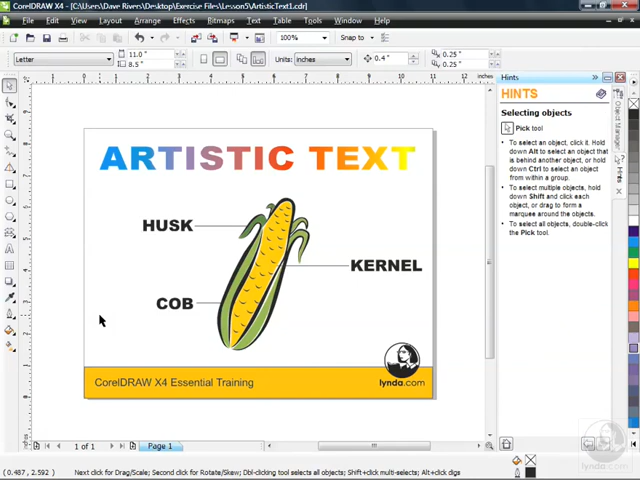 CorelDRAW X4 - [C:\Users\Dave Rivers\Desktop\Exercise Files\Lesson5\ArtisticText1.cdr]
File Edit View Layout Arrange Effects Bitmaps Text Table Tools Window Help
100% Snap to
Letter 11.0" 8.5" Units: inches 0.4" 0.25" 0.25"
inches
Hints
HINTS
Selecting objects
Pick tool
To select an object, click it. Hold down Alt to select an object that is behind another object, or hold down Ctrl to select an object from within a group.
To select multiple objects, hold down Shift and click each object, or drag to form a marquee around the objects.
To select all objects, double-click the Pick tool.
Object Manager
Hints
ARTISTIC TEXT
HUSK
KERNEL
COB
CorelDRAW X4 Essential Training
lynda.com
1 of 1 Page 1
(0.487, 2.592) Next click for Drag/Scale; Second click for Rotate/Skew; Dbl-clicking tool selects all objects; Shift+click multi-selects; Alt+click digs